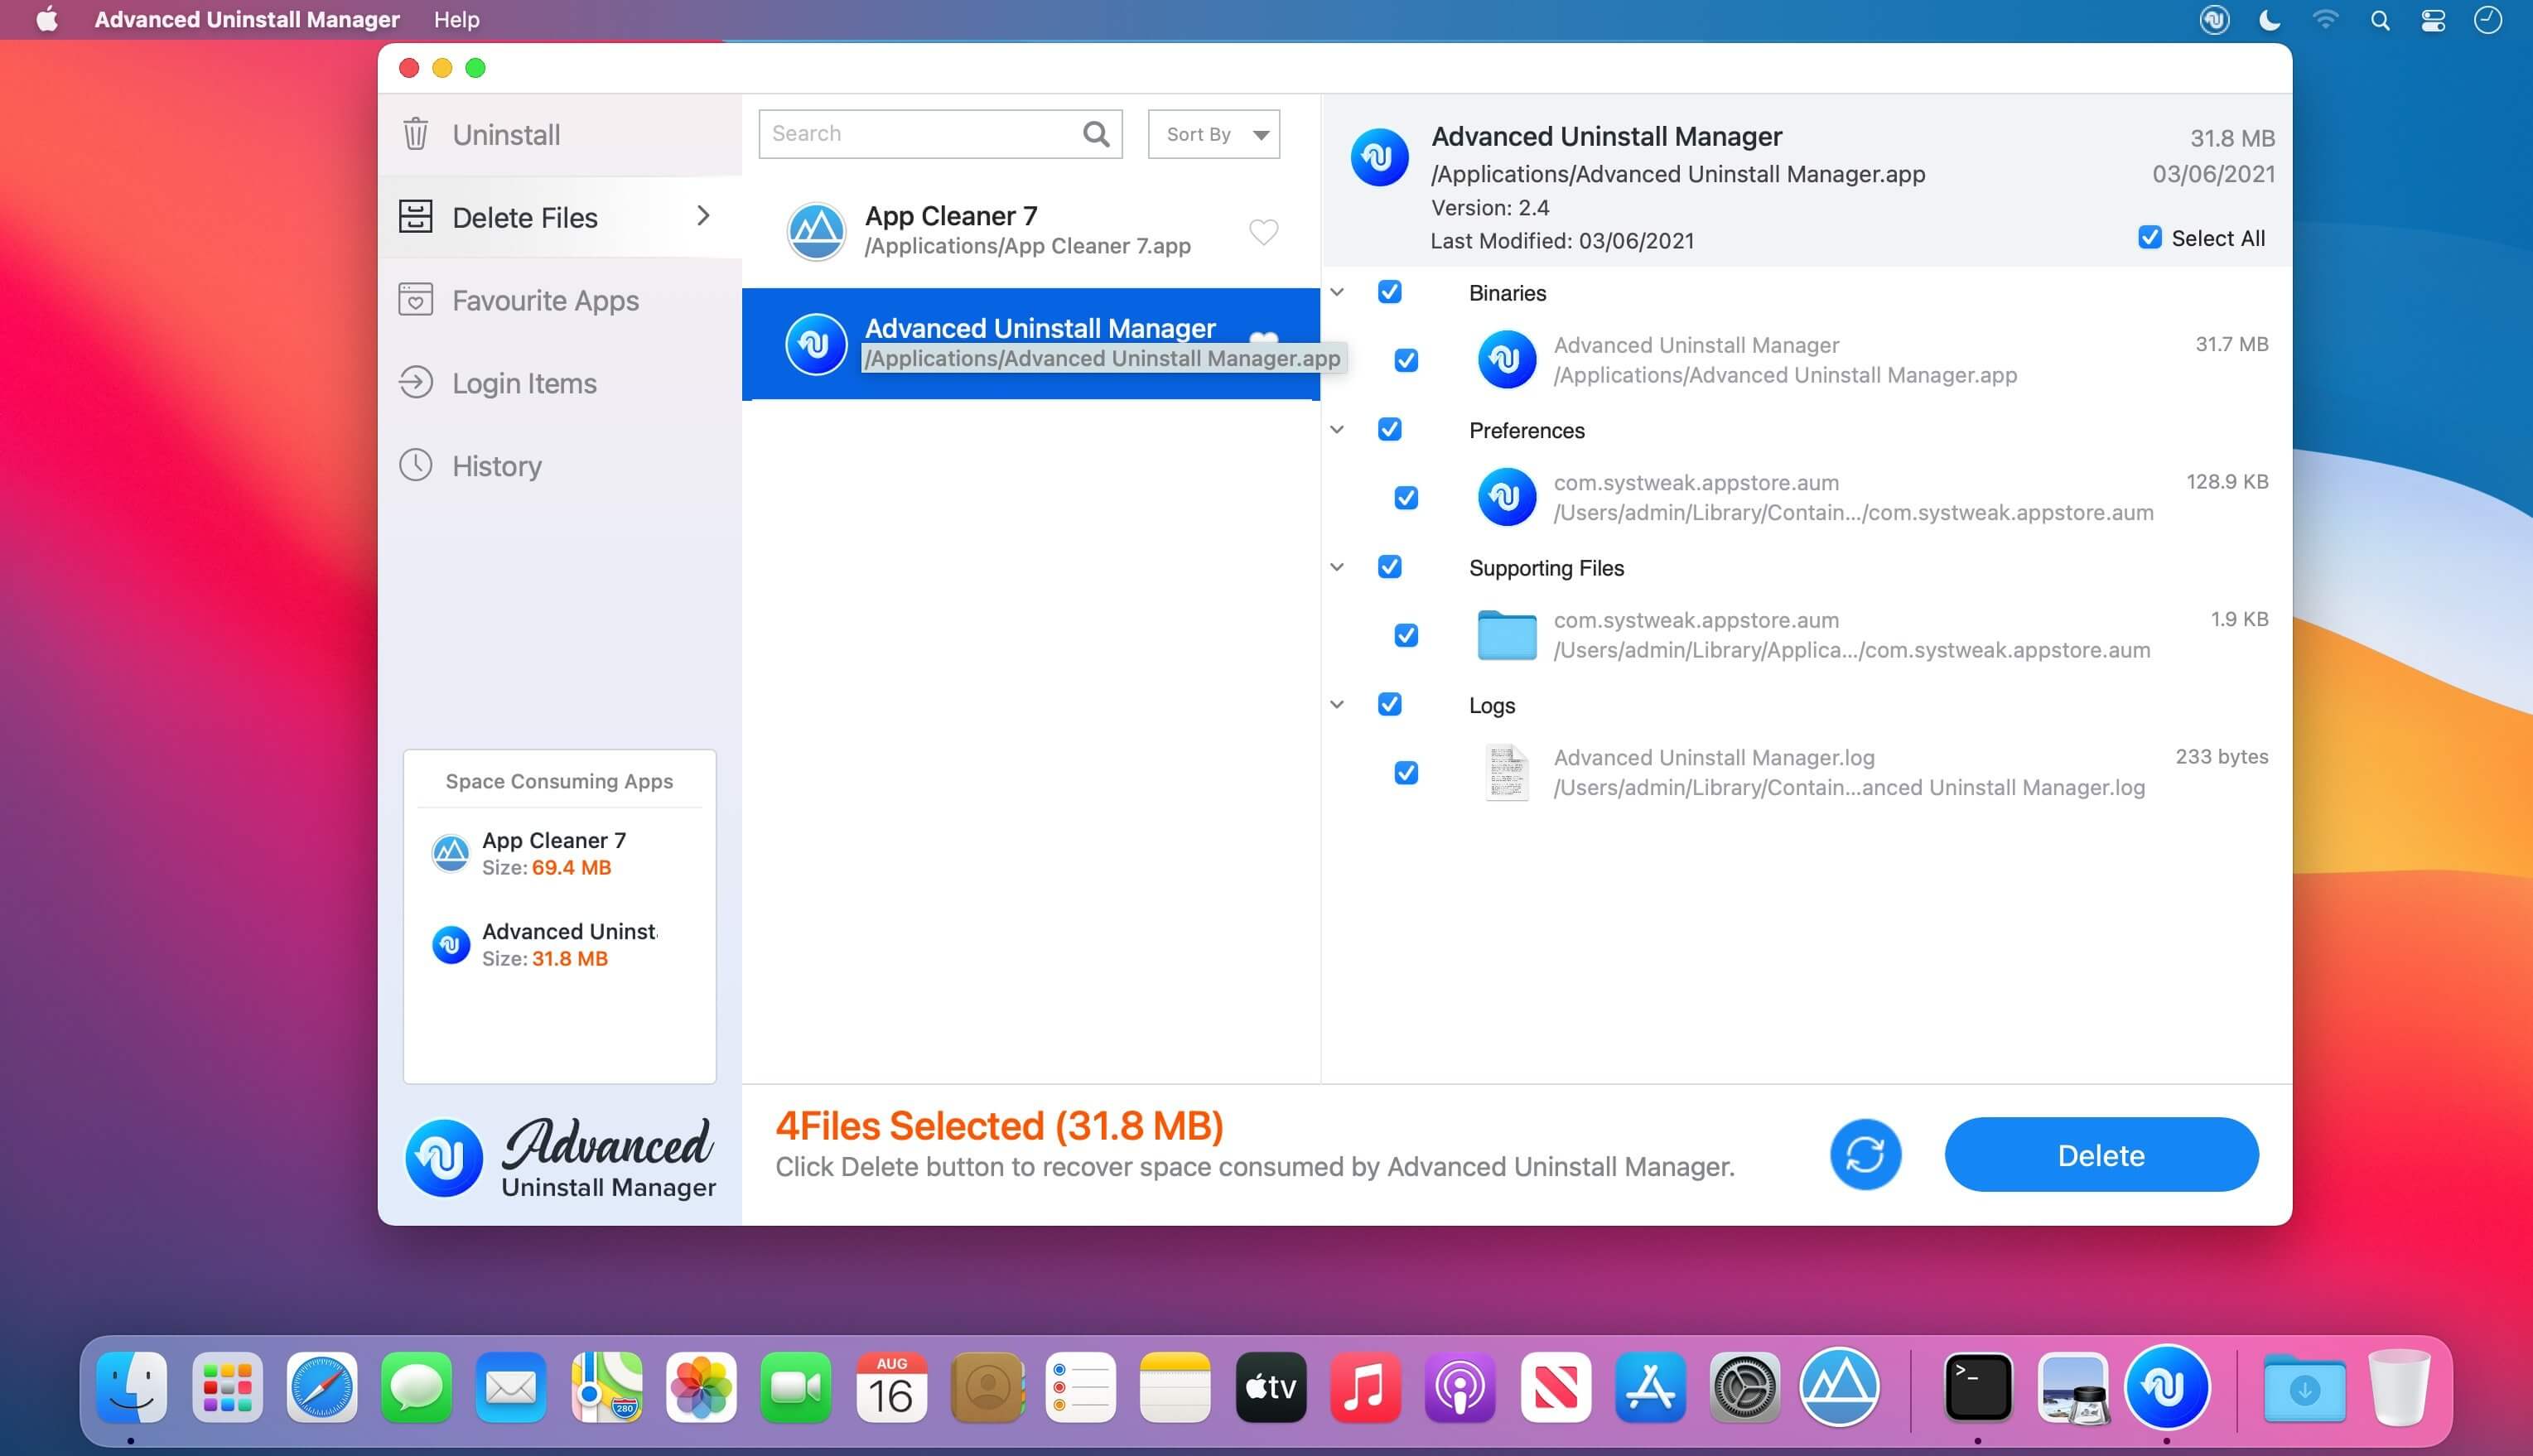 Advanced Uninstall Manager Help
Uninstall
Delete Files
Favourite Apps
Login Items
History
Space Consuming Apps
App Cleaner 7
Size: 69.4 MB
Advanced Uninst
Size: 31.8 MB
Advanced
Uninstall Manager
Search
Sort By
App Cleaner 7
/Applications/App Cleaner 7.app
Advanced Uninstall Manager
/Applications/Advanced Uninstall Manager.app
Advanced Uninstall Manager 31.8 MB
/Applications/Advanced Uninstall Manager.app 03/06/2021
Version: 2.4
Last Modified: 03/06/2021 Select All
Binaries
Advanced Uninstall Manager 31.7 MB
/Applications/Advanced Uninstall Manager.app
Preferences
com.systweak.appstore.aum 128.9 KB
/Users/admin/Library/Contain.../com.systweak.appstore.aum
Supporting Files
com.systweak.appstore.aum 1.9 KB
/Users/admin/Library/Applica.../com.systweak.appstore.aum
Logs
Advanced Uninstall Manager.log 233 bytes
/Users/admin/Library/Contain...anced Uninstall Manager.log
4Files Selected (31.8 MB)
Click Delete button to recover space consumed by Advanced Uninstall Manager.
Delete
280
AUG
16
tv
>_